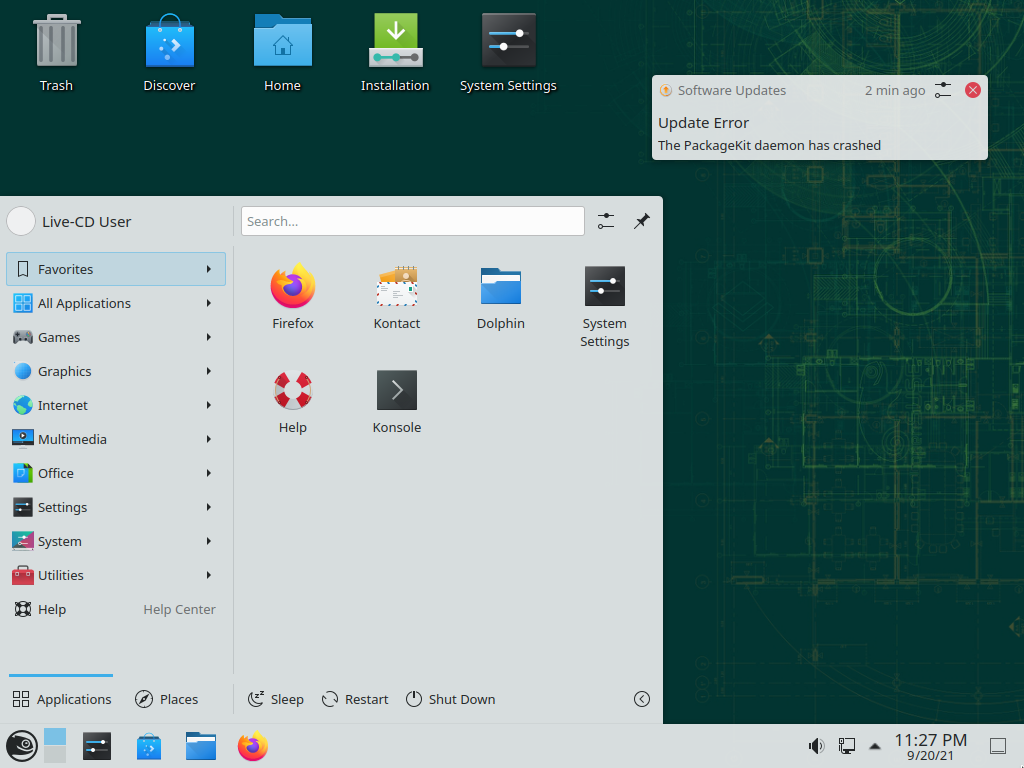 Trash
Discover
Home
Installation
System Settings
Software Updates
2 min ago
Update Error
The PackageKit daemon has crashed
Live-CD User
Search...
Favorites
All Applications
Games
Graphics
Internet
Multimedia
Office
Settings
System
Utilities
Help
Help Center
Firefox
Kontact
Dolphin
System
Settings
Help
Konsole
Applications
Places
Sleep
Restart
Shut Down
11:27 PM
9/20/21